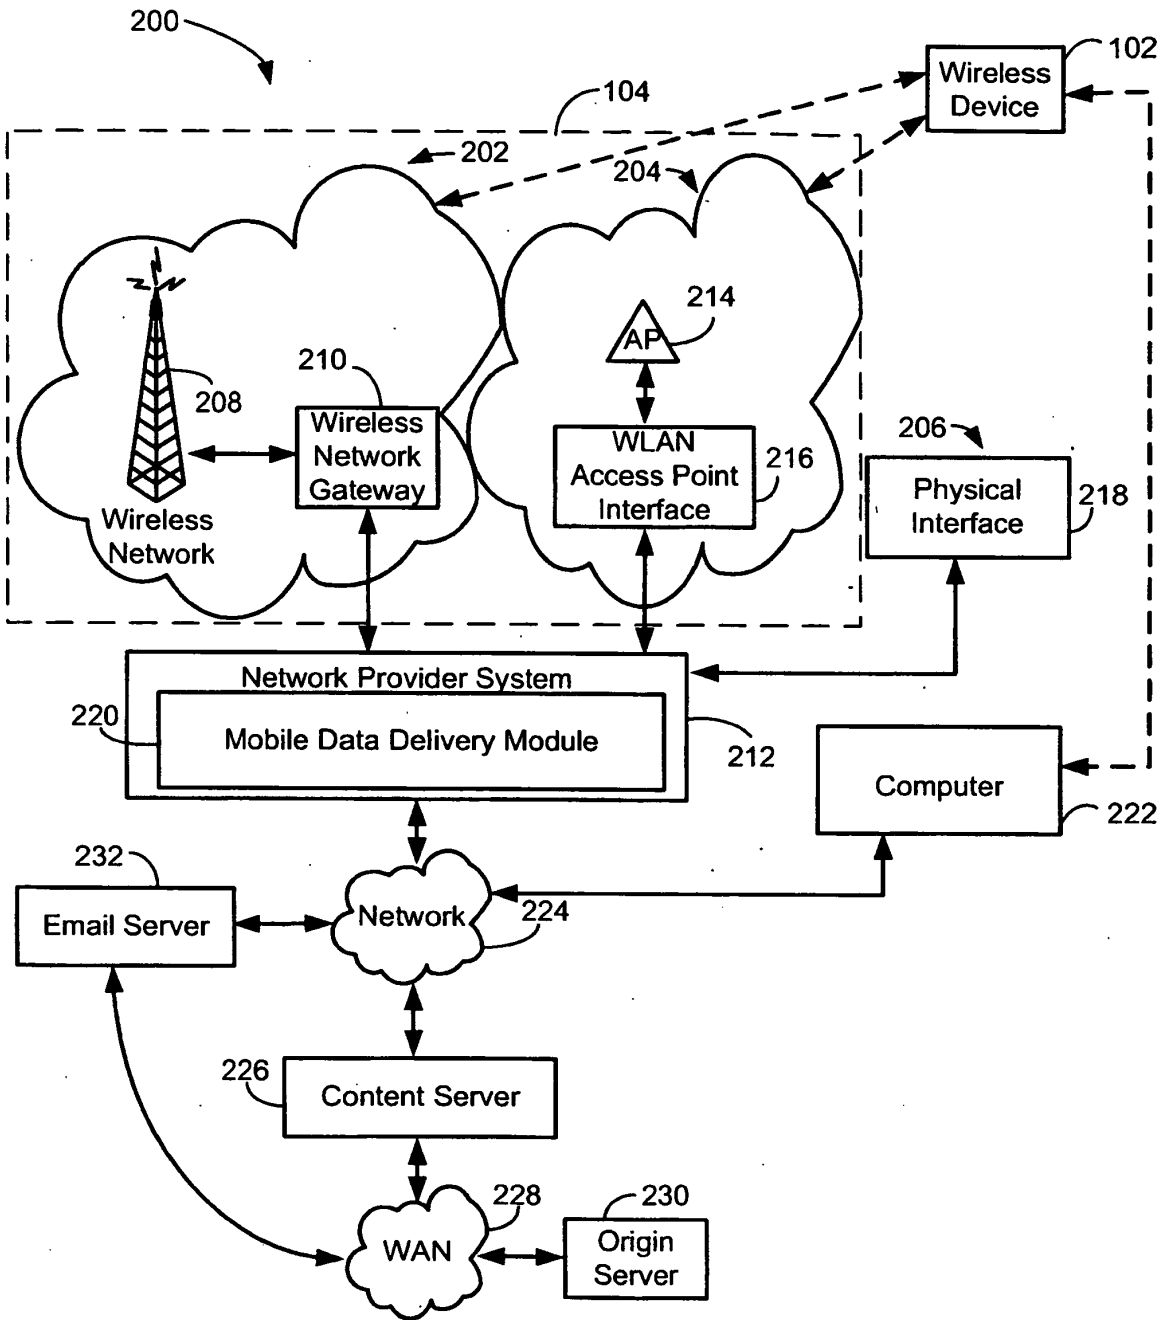 200
102
Wireless
Device
104
202
204
214
AP
210
208
Wireless
Network
Gateway
WLAN
Access Point
Interface
216
206
Physical
Interface
218
Wireless
Network
Network Provider System
220
Mobile Data Delivery Module
212
Computer
222
232
Email Server
Network
224
226
Content Server
228
WAN
230
Origin
Server